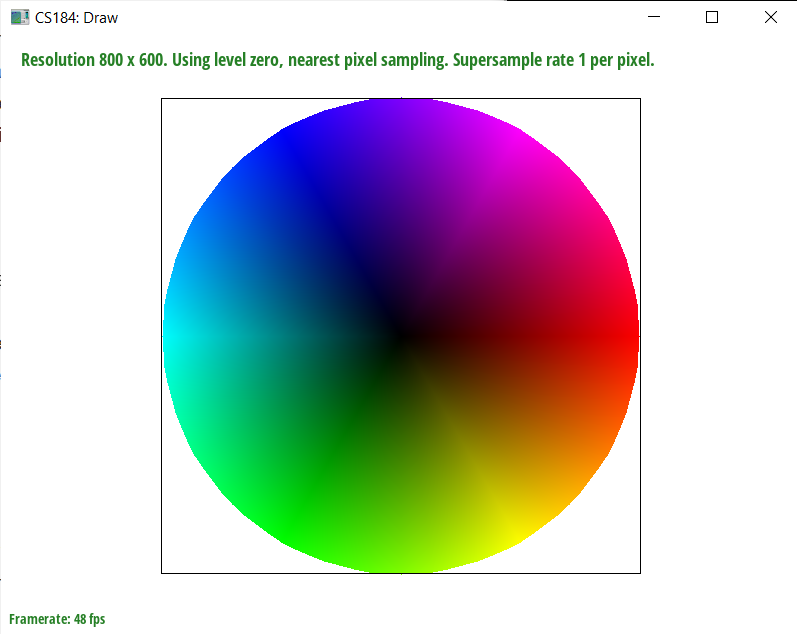 CS184: Draw
Resolution 800 x 600. Using level zero, nearest pixel sampling. Supersample rate 1 per pixel.
Framerate: 48 fps